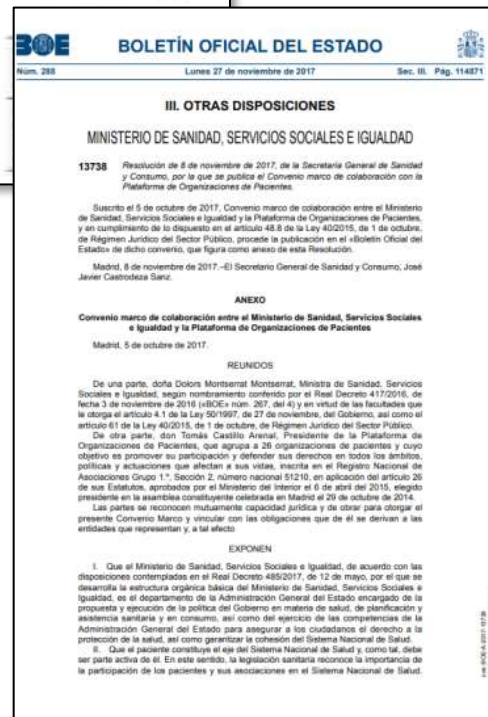 BOE
BOLETÍN OFICIAL DEL ESTADO
Núm. 288 Lunes 27 de noviembre de 2017 Sec. III. Pág. 114871
III. OTRAS DISPOSICIONES
MINISTERIO DE SANIDAD, SERVICIOS SOCIALES E IGUALDAD
13738 Resolución de 8 de noviembre de 2017, de la Secretaría General de Sanidad
y Consumo, por la que se publica el Convenio marco de colaboración con la
Plataforma de Organizaciones de Pacientes.
Suscrito el 5 de octubre de 2017, Convenio marco de colaboración entre el Ministerio
de Sanidad, Servicios Sociales e Igualdad y la Plataforma de Organizaciones de Pacientes,
y en cumplimiento de lo dispuesto en el artículo 48.8 de la Ley 40/2015, de 1 de octubre,
de Régimen Jurídico del Sector Público, procede la publicación en el «Boletín Oficial del
Estado» de dicho convenio, que figura como anexo de esta Resolución.
Madrid, 8 de noviembre de 2017.–El Secretario General de Sanidad y Consumo, José
Javier Castrodeza Sanz.
ANEXO
Convenio marco de colaboración entre el Ministerio de Sanidad, Servicios Sociales
e Igualdad y la Plataforma de Organizaciones de Pacientes
Madrid, 5 de octubre de 2017.
REUNIDOS
De una parte, doña Dolors Montserrat Montserrat, Ministra de Sanidad, Servicios
Sociales e Igualdad, según nombramiento conferido por el Real Decreto 417/2016, de
fecha 3 de noviembre de 2016 («BOE» núm. 267, del 4) y en virtud de las facultades que
le otorga el artículo 4.1 de la Ley 50/1997, de 27 de noviembre, del Gobierno, así como el
artículo 61 de la Ley 40/2015, de 1 de octubre, de Régimen Jurídico del Sector Público.
De otra parte, don Tomás Castillo Arenal, Presidente de la Plataforma de
Organizaciones de Pacientes, que agrupa a 26 organizaciones de pacientes y cuyo
objetivo es promover su participación y defender sus derechos en todos los ámbitos,
políticas y actuaciones que afectan a sus vidas, inscrita en el Registro Nacional de
Asociaciones Grupo 1.º, Sección 2, número nacional 51210, en aplicación del artículo 26
de sus Estatutos, aprobados por el Ministerio del Interior el 6 de abril del 2015, elegido
presidente en la asamblea constituyente celebrada en Madrid el 29 de octubre de 2014.
Las partes se reconocen mutuamente capacidad jurídica y de obrar para otorgar el
presente Convenio Marco y vincular con las obligaciones que de él se derivan a las
entidades que representan y, a tal efecto
EXPONEN
I. Que el Ministerio de Sanidad, Servicios Sociales e Igualdad, de acuerdo con las
disposiciones contempladas en el Real Decreto 485/2017, de 12 de mayo, por el que se
desarrolla la estructura orgánica básica del Ministerio de Sanidad, Servicios Sociales e
Igualdad, es el departamento de la Administración General del Estado encargado de la
propuesta y ejecución de la política del Gobierno en materia de salud, de planificación y
asistencia sanitaria y en consumo, así como del ejercicio de las competencias de la
Administración General del Estado para asegurar a los ciudadanos el derecho a la
protección de la salud, así como garantizar la cohesión del Sistema Nacional de Salud.
II. Que el paciente constituye el eje del Sistema Nacional de Salud y, como tal, debe
ser parte activa de él. En este sentido, la legislación sanitaria reconoce la importancia de
la participación de los pacientes y sus asociaciones en el Sistema Nacional de Salud.
cve: BOE-A-2017-13738